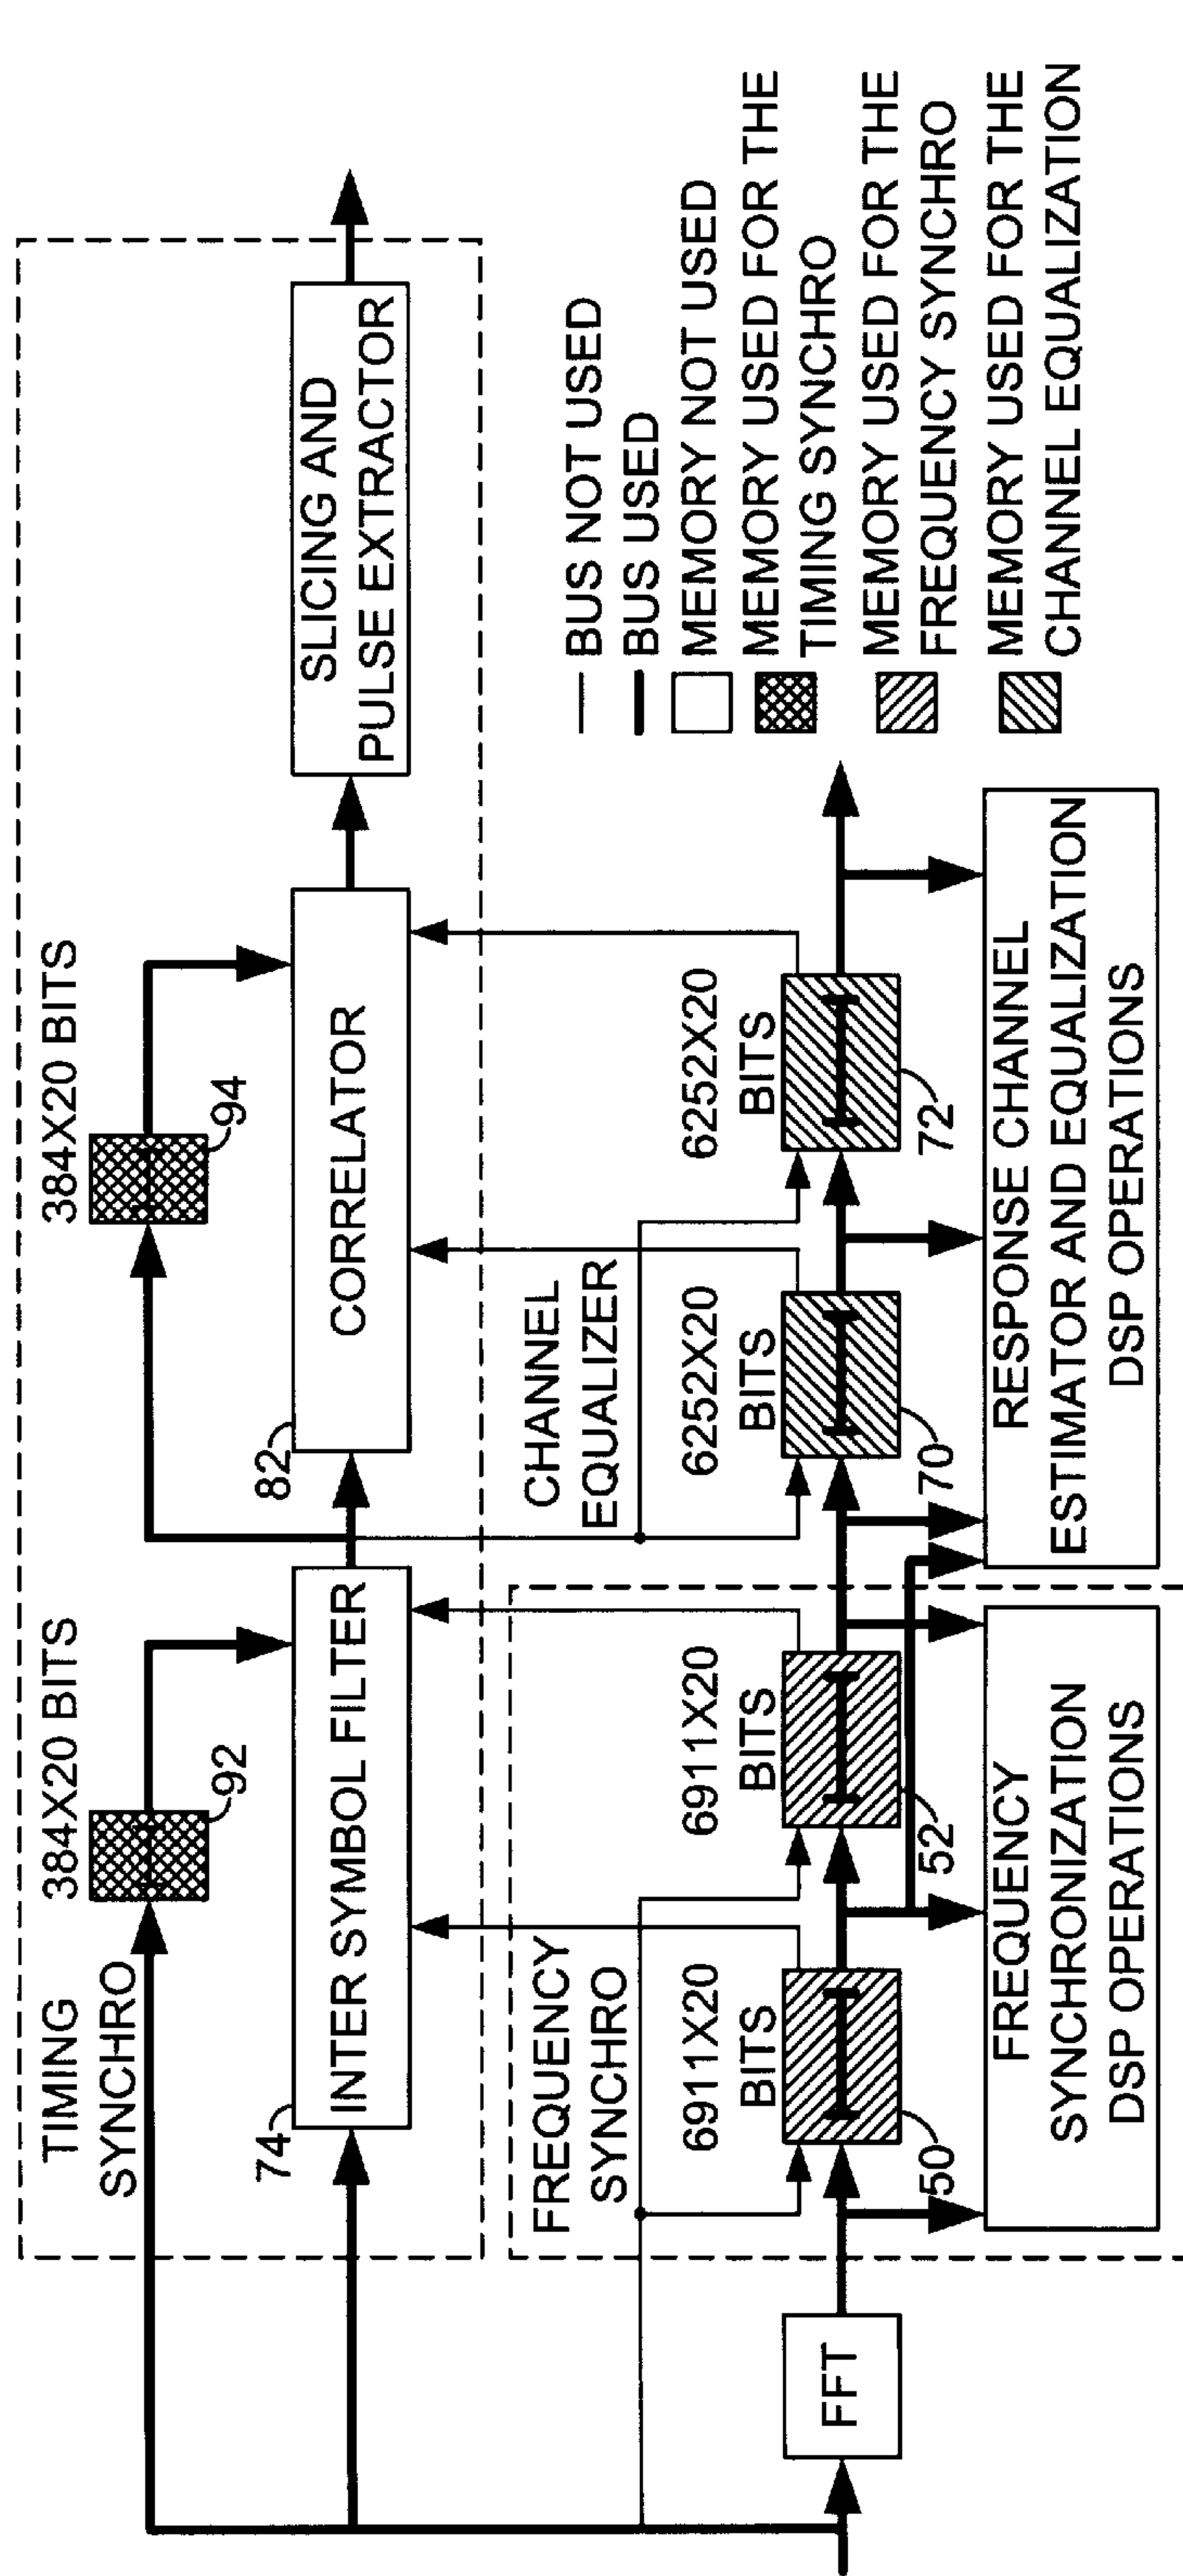 TIMING
SYNCHRO
384X20 BITS
92
384X20 BITS
94
74
INTER SYMBOL FILTER
82
CORRELATOR
SLICING AND
PULSE EXTRACTOR
FREQUENCY
SYNCHRO
CHANNEL
EQUALIZER
6911X20
BITS
50
6911X20
BITS
52
6252X20
BITS
70
6252X20
BITS
72
FFT
FREQUENCY
SYNCHRONIZATION
DSP OPERATIONS
RESPONSE CHANNEL
ESTIMATOR AND EQUALIZATION
DSP OPERATIONS
BUS NOT USED
BUS USED
MEMORY NOT USED
MEMORY USED FOR THE
TIMING SYNCHRO
MEMORY USED FOR THE
FREQUENCY SYNCHRO
MEMORY USED FOR THE
CHANNEL EQUALIZATION